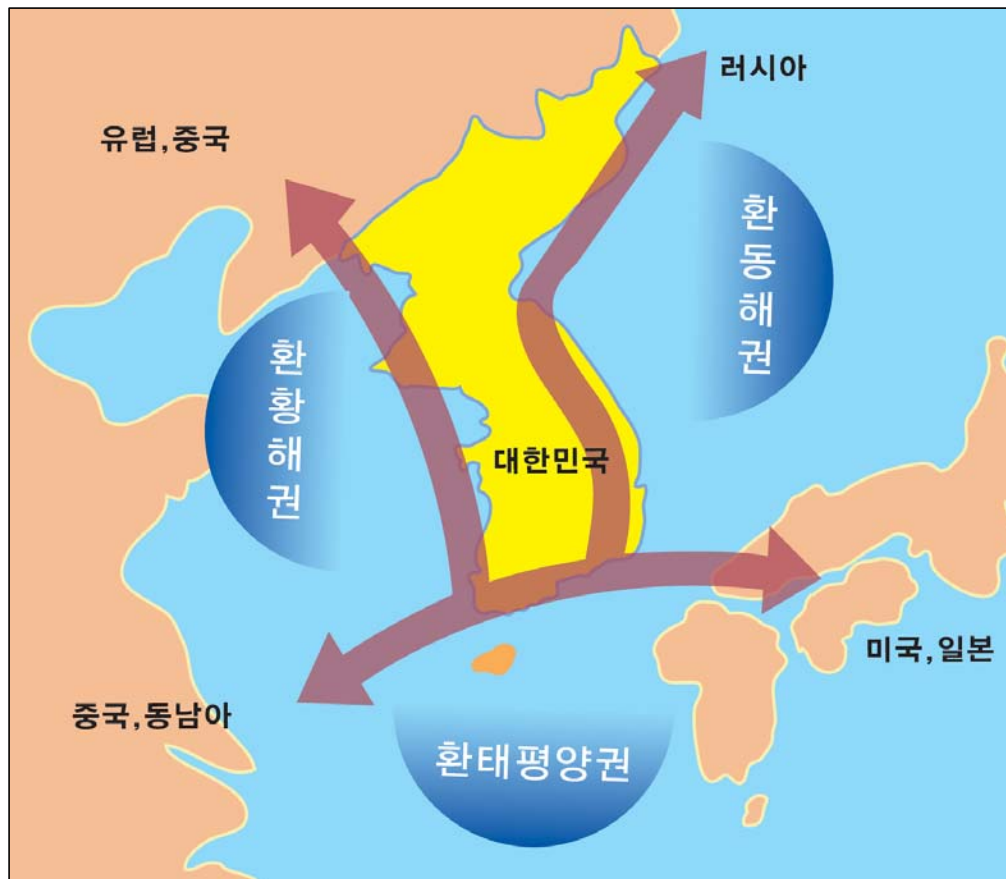 러시아
유럽,중국
환동해권
환황해권
대한민국
미국,일본
중국,동남아
환태평양권